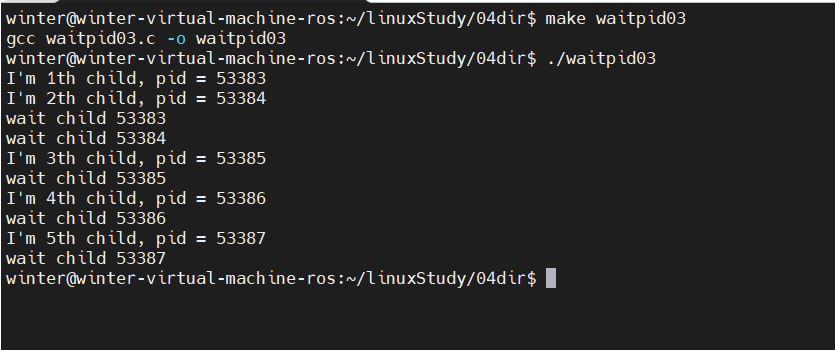 winter@winter-virtual-machine-ros:~/linuxStudy/04dir$ make waitpid03
gcc waitpid03.c -o waitpid03
winter@winter-virtual-machine-ros:~/linuxStudy/04dir$ ./waitpid03
I'm 1th child, pid = 53383
I'm 2th child, pid = 53384
wait child 53383
wait child 53384
I'm 3th child, pid = 53385
wait child 53385
I'm 4th child, pid = 53386
wait child 53386
I'm 5th child, pid = 53387
wait child 53387
winter@winter-virtual-machine-ros:~/linuxStudy/04dir$